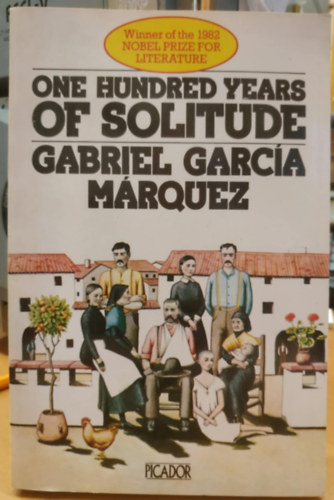 Winner of the 1982
NOBEL PRIZE FOR
LITERATURE
ONE HUNDRED YEARS
OF SOLITUDE
GABRIEL GARCÍA
MÁRQUEZ
PICADOR